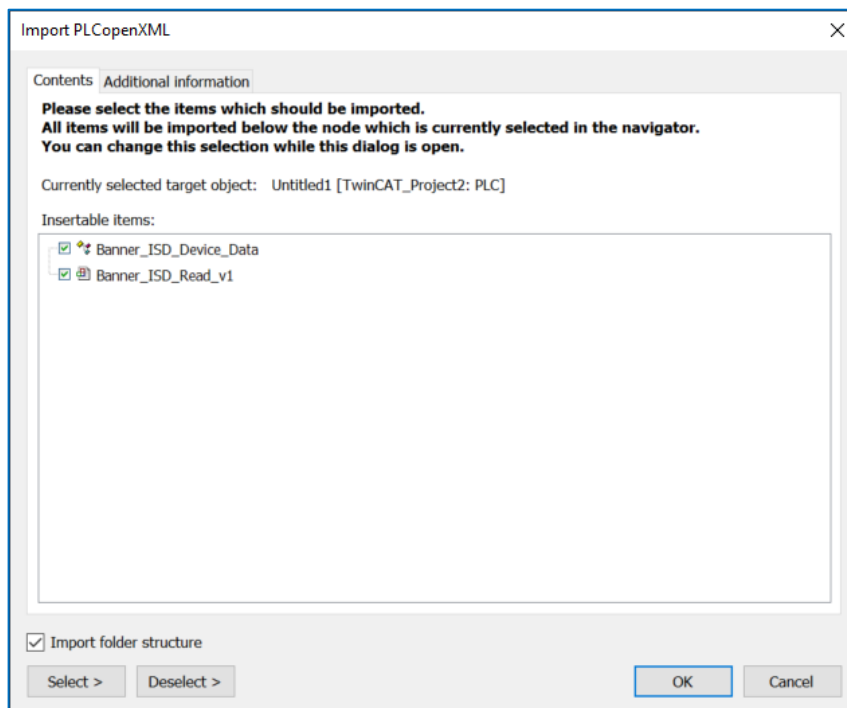 Import PLCopenXML
Contents Additional information
Please select the items which should be imported.
All items will be imported below the node which is currently selected in the navigator.
You can change this selection while this dialog is open.
Currently selected target object: Untitled1 [TwinCAT_Project2: PLC]
Insertable items:
Banner_ISD_Device_Data
Banner_ISD_Read_v1
Import folder structure
Select > Deselect > OK Cancel